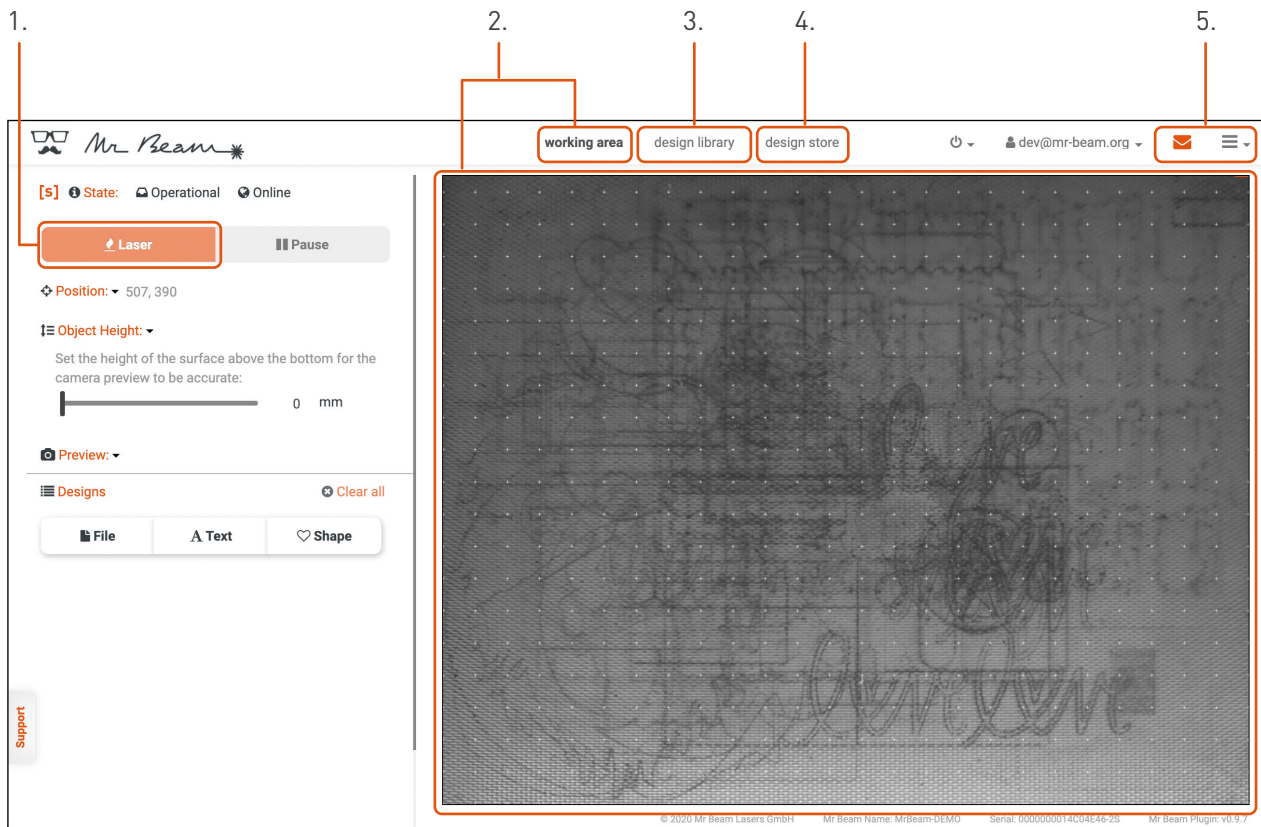 1.
2.
3.
4.
5.
Mr Beam
working area
design library
design store
dev@mr-beam.org
[s] State: Operational Online
Laser
Pause
Position: 507, 390
Object Height:
Set the height of the surface above the bottom for the
camera preview to be accurate:
0 mm
Preview:
Designs
Clear all
File
Text
Shape
Support
© 2020 Mr Beam Lasers GmbH
Mr Beam Name: MrBeam-DEMO
Serial: 0000000014C04E46-2S
Mr Beam Plugin: v0.9.7